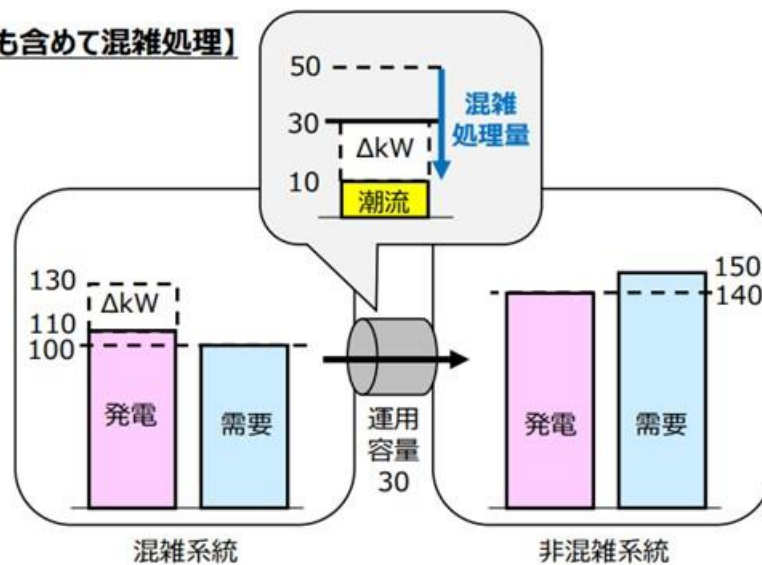 も含めて混雑処理】
50
30
10
ΔkW
潮流
混雑
処理量
130
110
100
ΔkW
発電
需要
運用
容量
30
150
140
発電
需要
混雑系統
非混雑系統